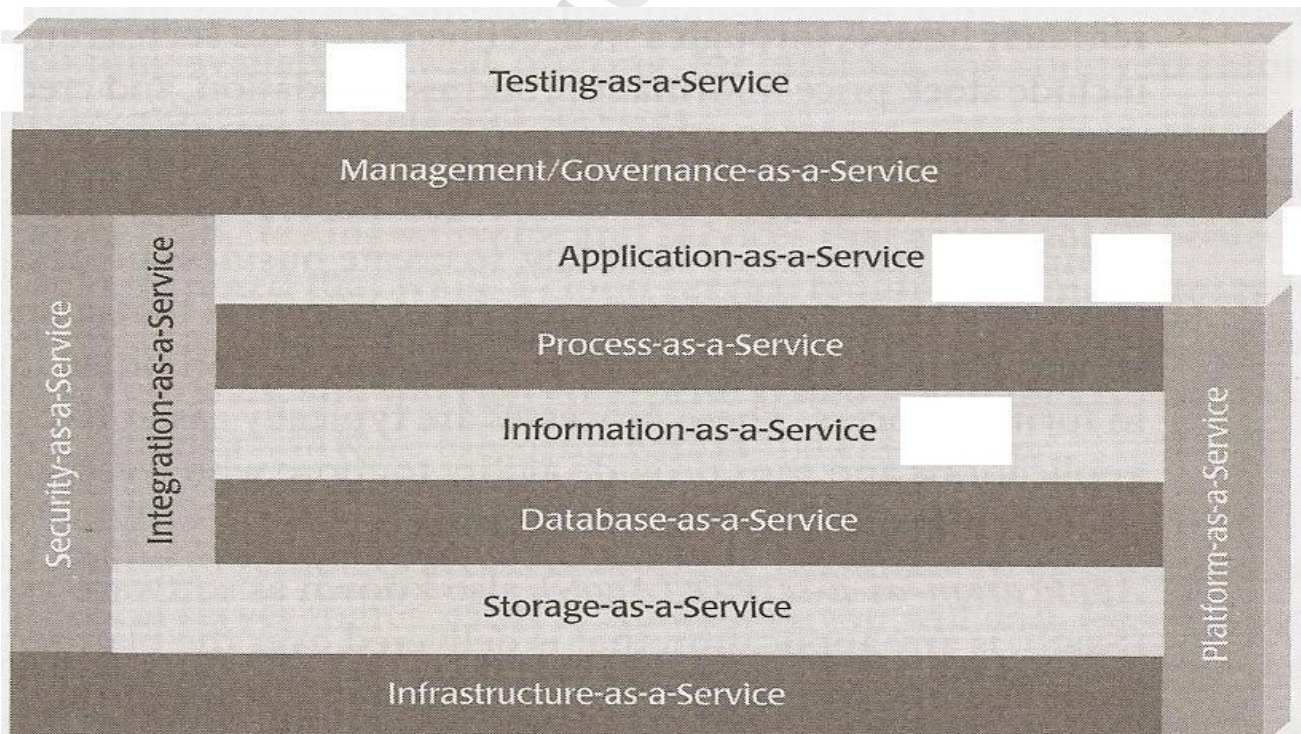 Testing-as-a-Service
Management/Governance-as-a-Service
Security-as-a-Service
Integration-as-a-Service
Application-as-a-Service
Process-as-a-Service
Information-as-a-Service
Database-as-a-Service
Storage-as-a-Service
Platform-as-a-Service
Infrastructure-as-a-Service